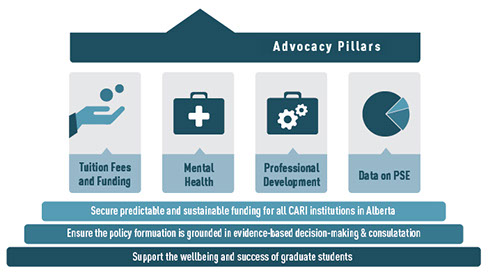 Advocacy Pillars
Tuition Fees
and Funding
Mental
Health
Professional
Development
Data on PSE
Secure predictable and sustainable funding for all CARI institutions in Alberta
Ensure the policy formuation is grounded in evidence-based decision-making & consulatation
Support the wellbeing and success of graduate students